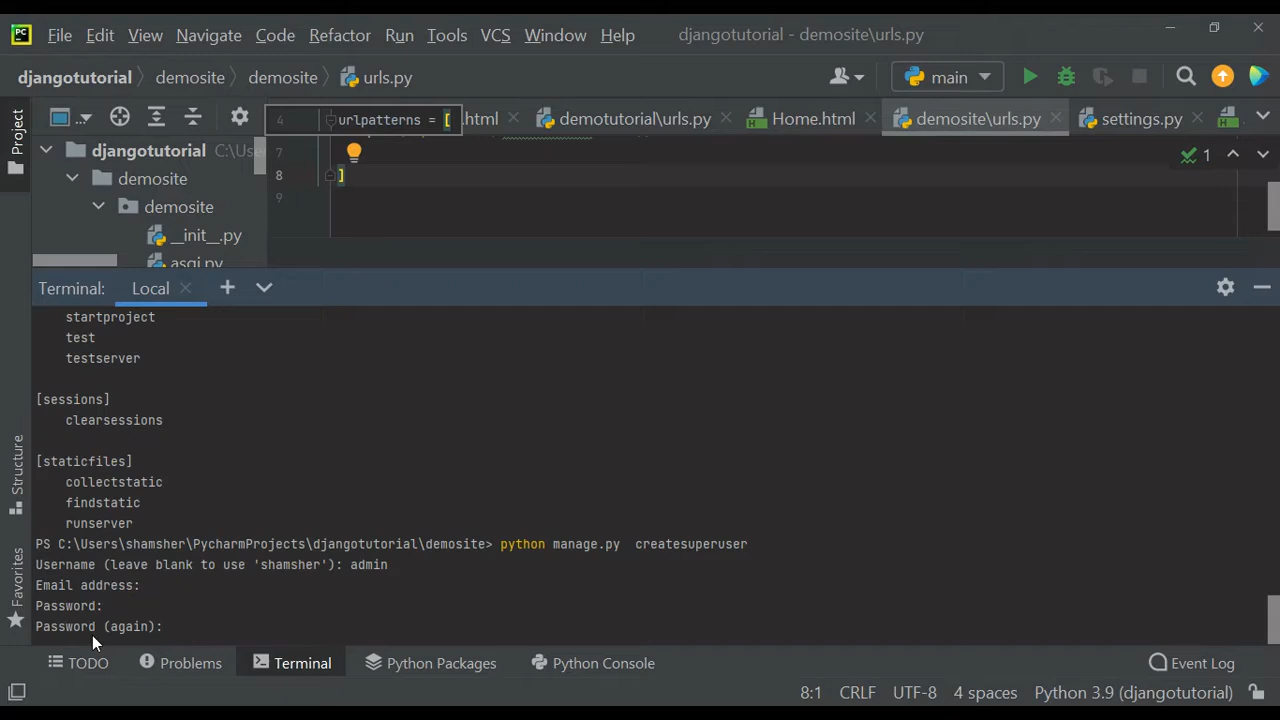 PC File Edit View Navigate Code Refactor Run Tools VCS Window Help djangotutorial - demosite\urls.py
djangotutorial demosite demosite urls.py main
Project ... 4 urlpatterns = [ .html demotutorial\urls.py Home.html demosite\urls.py settings.py
djangotutorial C:\Use 7 1
demosite 8 ]
demosite 9
__init__.py
asgi.py
Terminal: Local
startproject
test
testserver
[sessions]
clearsessions
[staticfiles]
collectstatic
findstatic
runserver
PS C:\Users\shamsher\PycharmProjects\djangotutorial\demosite> python manage.py  createsuperuser
Username (leave blank to use 'shamsher'): admin
Email address:
Password:
Password (again):
Structure
Favorites
TODO Problems Terminal Python Packages Python Console Event Log
8:1 CRLF UTF-8 4 spaces Python 3.9 (djangotutorial)